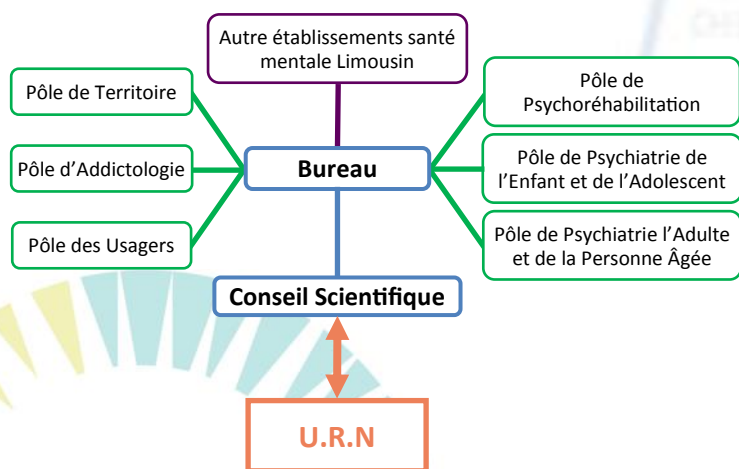 Autre établissements santé
mentale Limousin
Pôle de Territoire
Pôle d'Addictologie
Pôle des Usagers
Bureau
Pôle de
Psychoréhabilitation
Pôle de Psychiatrie de
l'Enfant et de l'Adolescent
Pôle de Psychiatrie l'Adulte
et de la Personne Âgée
Conseil Scientifique
U.R.N